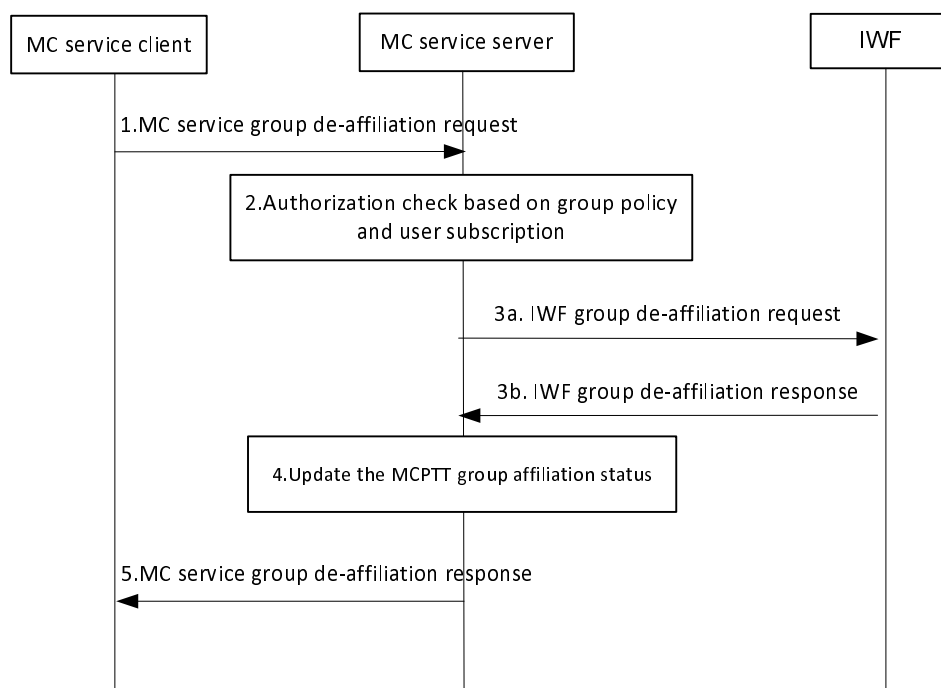 MC service client
MC service server
IWF
1.MC service group de-affiliation request
2.Authorization check based on group policy
and user subscription
3a. IWF group de-affiliation request
3b. IWF group de-affiliation response
4.Update the MCPTT group affiliation status
5.MC service group de-affiliation response